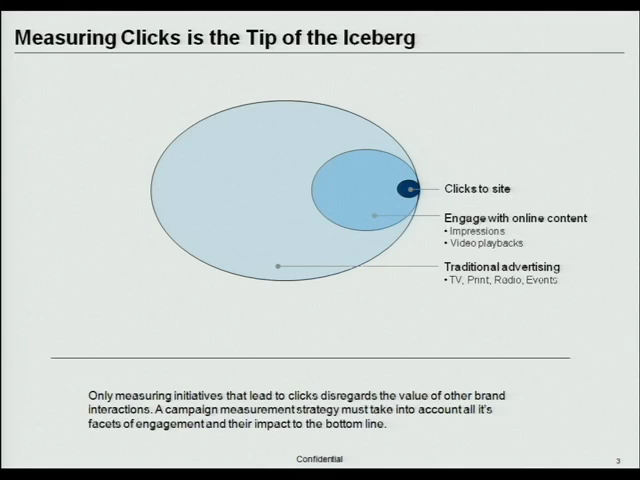 Measuring Clicks is the Tip of the Iceberg
Clicks to site
Engage with online content
• Impressions
• Video playbacks
Traditional advertising
• TV, Print, Radio, Events
Only measuring initiatives that lead to clicks disregards the value of other brand
interactions. A campaign measurement strategy must take into account all it's
facets of engagement and their impact to the bottom line.
Confidential
3